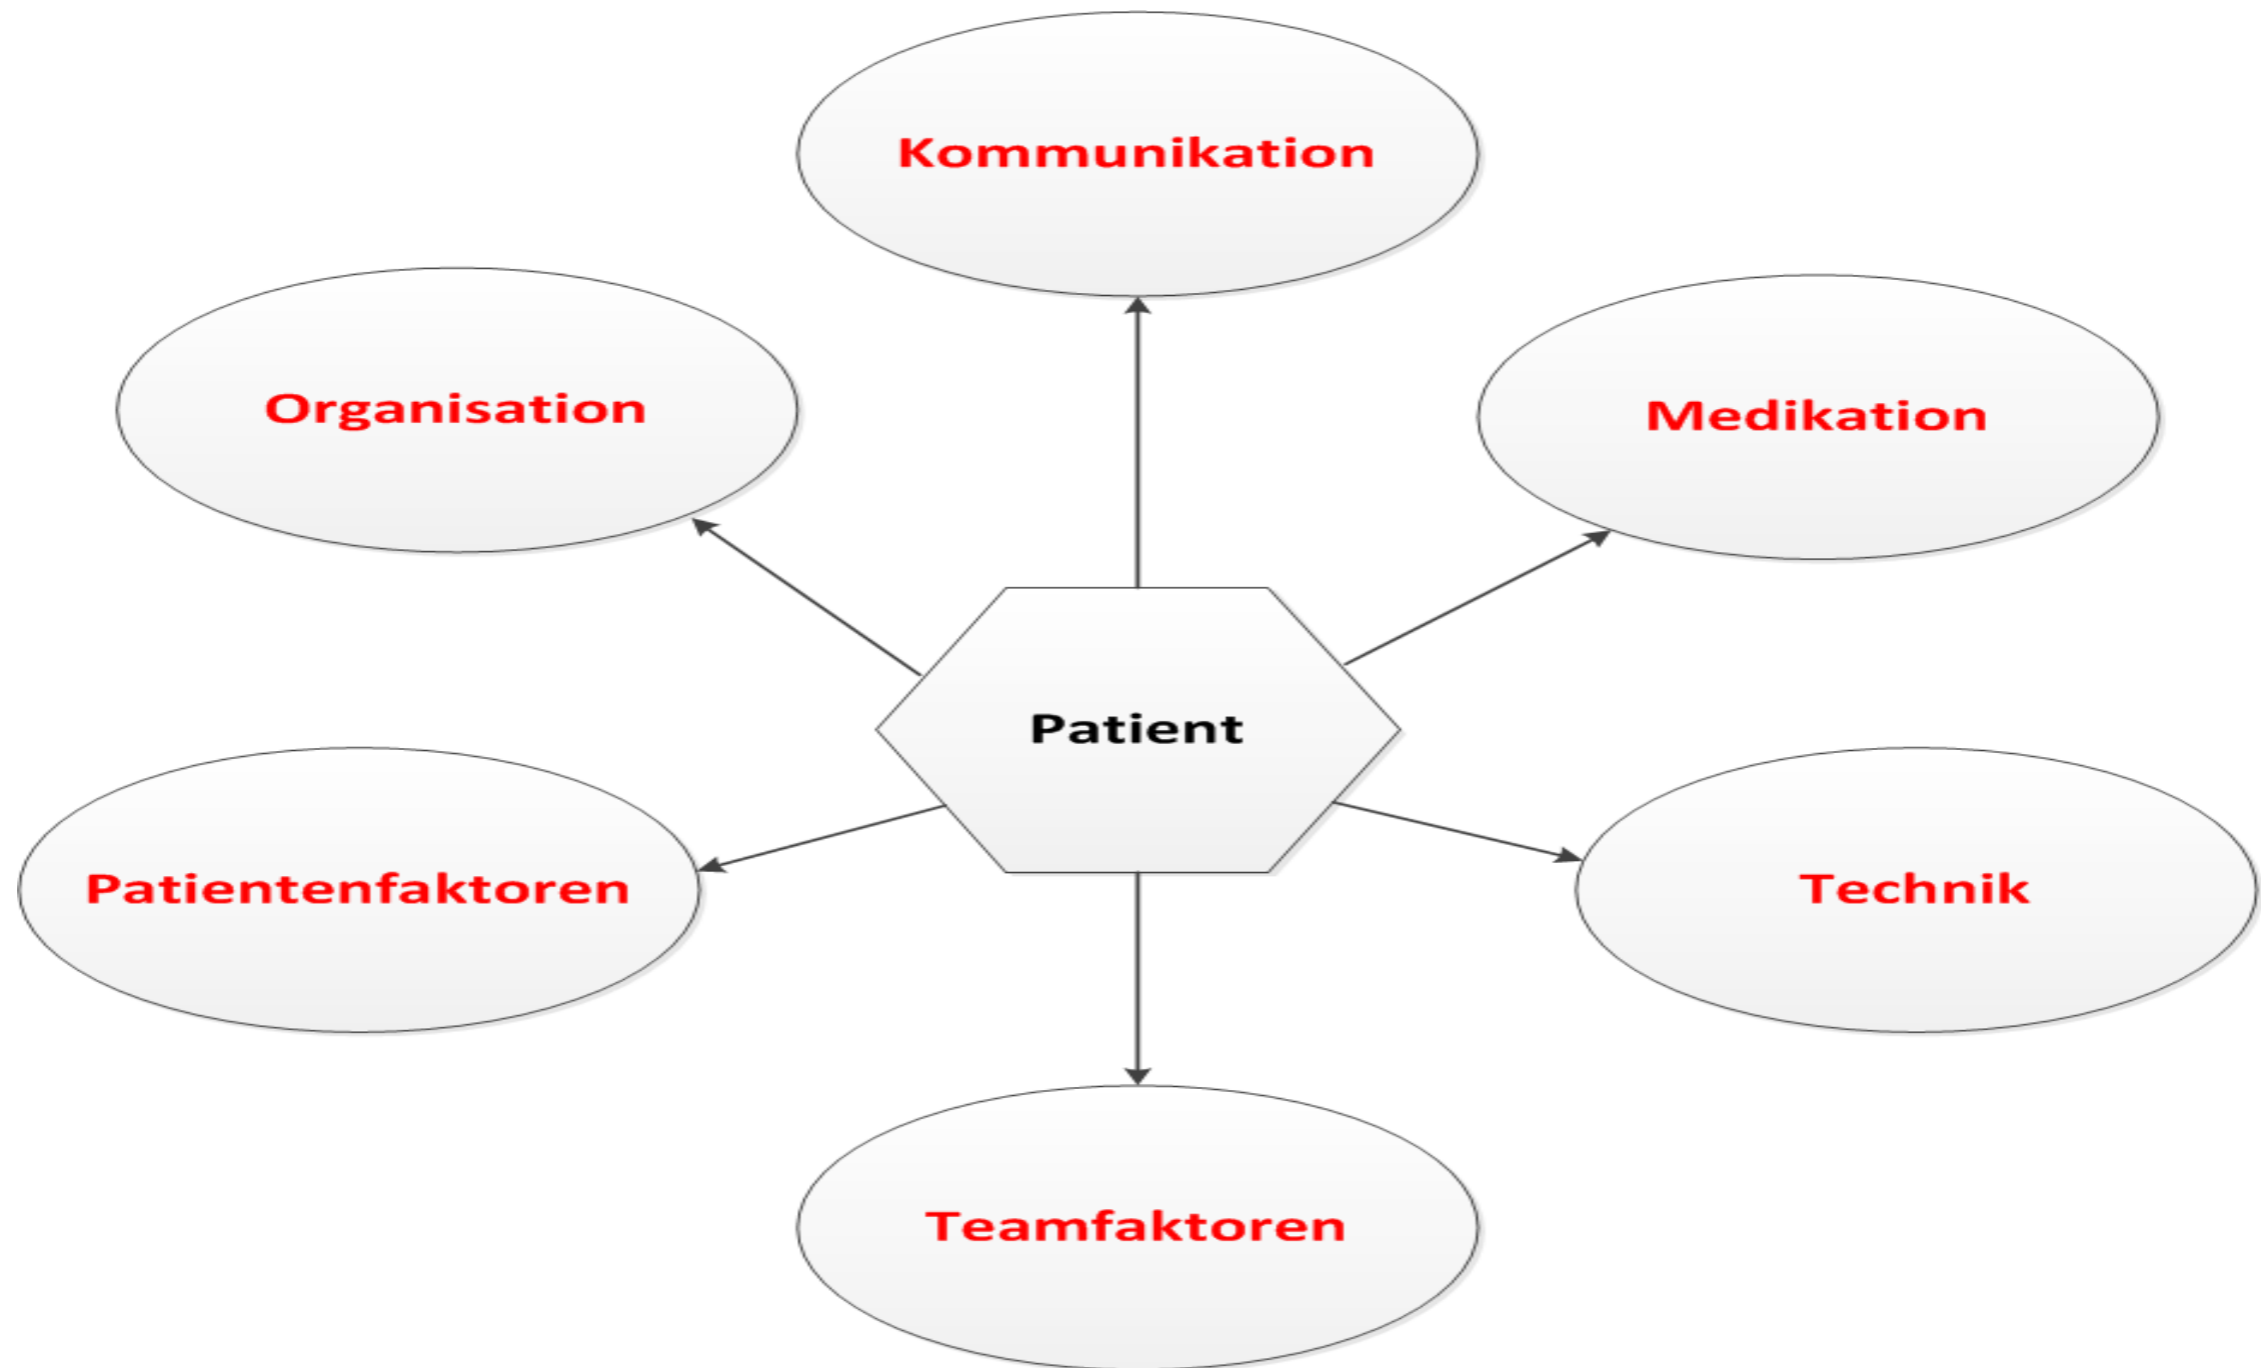 Kommunikation
Organisation
Medikation
Patient
Patientenfaktoren
Technik
Teamfaktoren